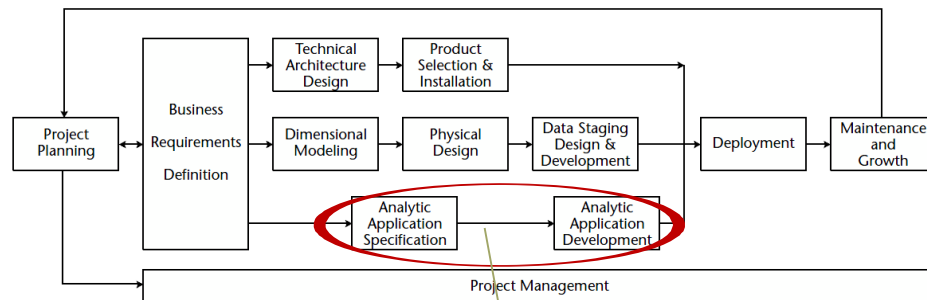 Technical
Architecture
Design
Product
Selection &
Installation
Business
Requirements
Definition
Project
Planning
Dimensional
Modeling
Physical
Design
Data Staging
Design &
Development
Deployment
Maintenance
and
Growth
Analytic
Application
Specification
Analytic
Application
Development
Project Management